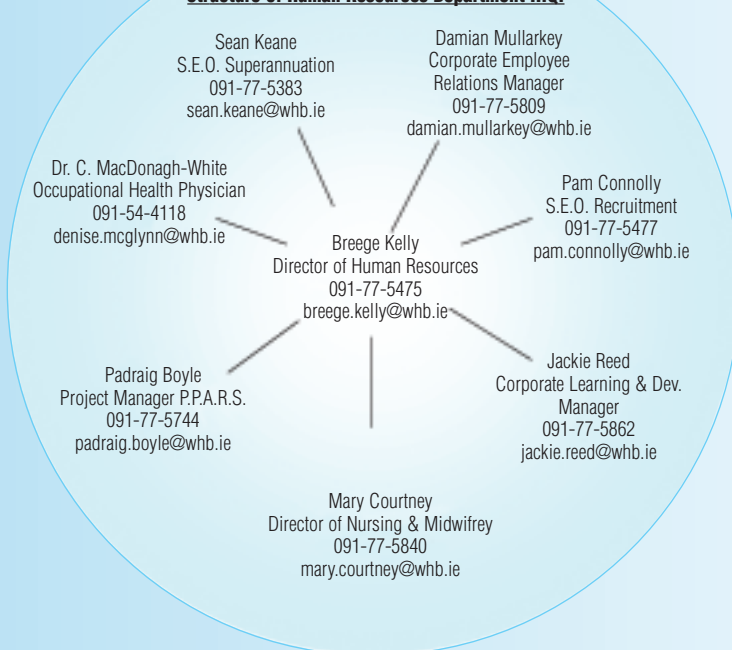 Structure of Human Resources Department H.Q.
Sean Keane
S.E.O. Superannuation
091-77-5383
sean.keane@whb.ie
Damian Mullarkey
Corporate Employee
Relations Manager
091-77-5809
damian.mullarkey@whb.ie
Dr. C. MacDonagh-White
Occupational Health Physician
091-54-4118
denise.mcglynn@whb.ie
Pam Connolly
S.E.O. Recruitment
091-77-5477
pam.connolly@whb.ie
Breege Kelly
Director of Human Resources
091-77-5475
breege.kelly@whb.ie
Padraig Boyle
Project Manager P.P.A.R.S.
091-77-5744
padraig.boyle@whb.ie
Jackie Reed
Corporate Learning & Dev.
Manager
091-77-5862
jackie.reed@whb.ie
Mary Courtney
Director of Nursing & Midwifrey
091-77-5840
mary.courtney@whb.ie